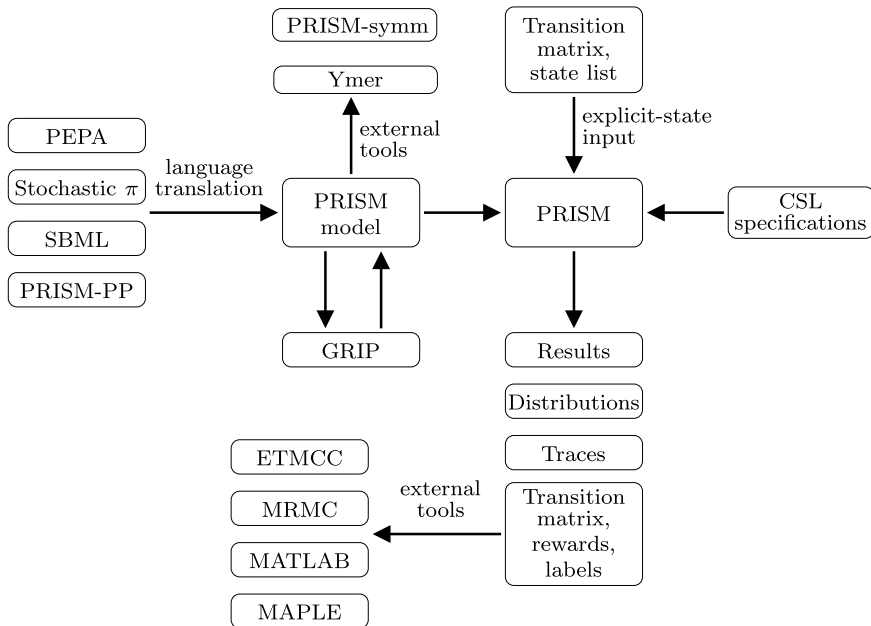 PRISM-symm
Ymer
Transition
matrix,
state list
external
tools
explicit-state
input
PEPA
Stochastic π
SBML
PRISM-PP
language
translation
PRISM
model
PRISM
CSL
specifications
GRIP
Results
Distributions
Traces
Transition
matrix,
rewards,
labels
external
tools
ETMCC
MRMC
MATLAB
MAPLE